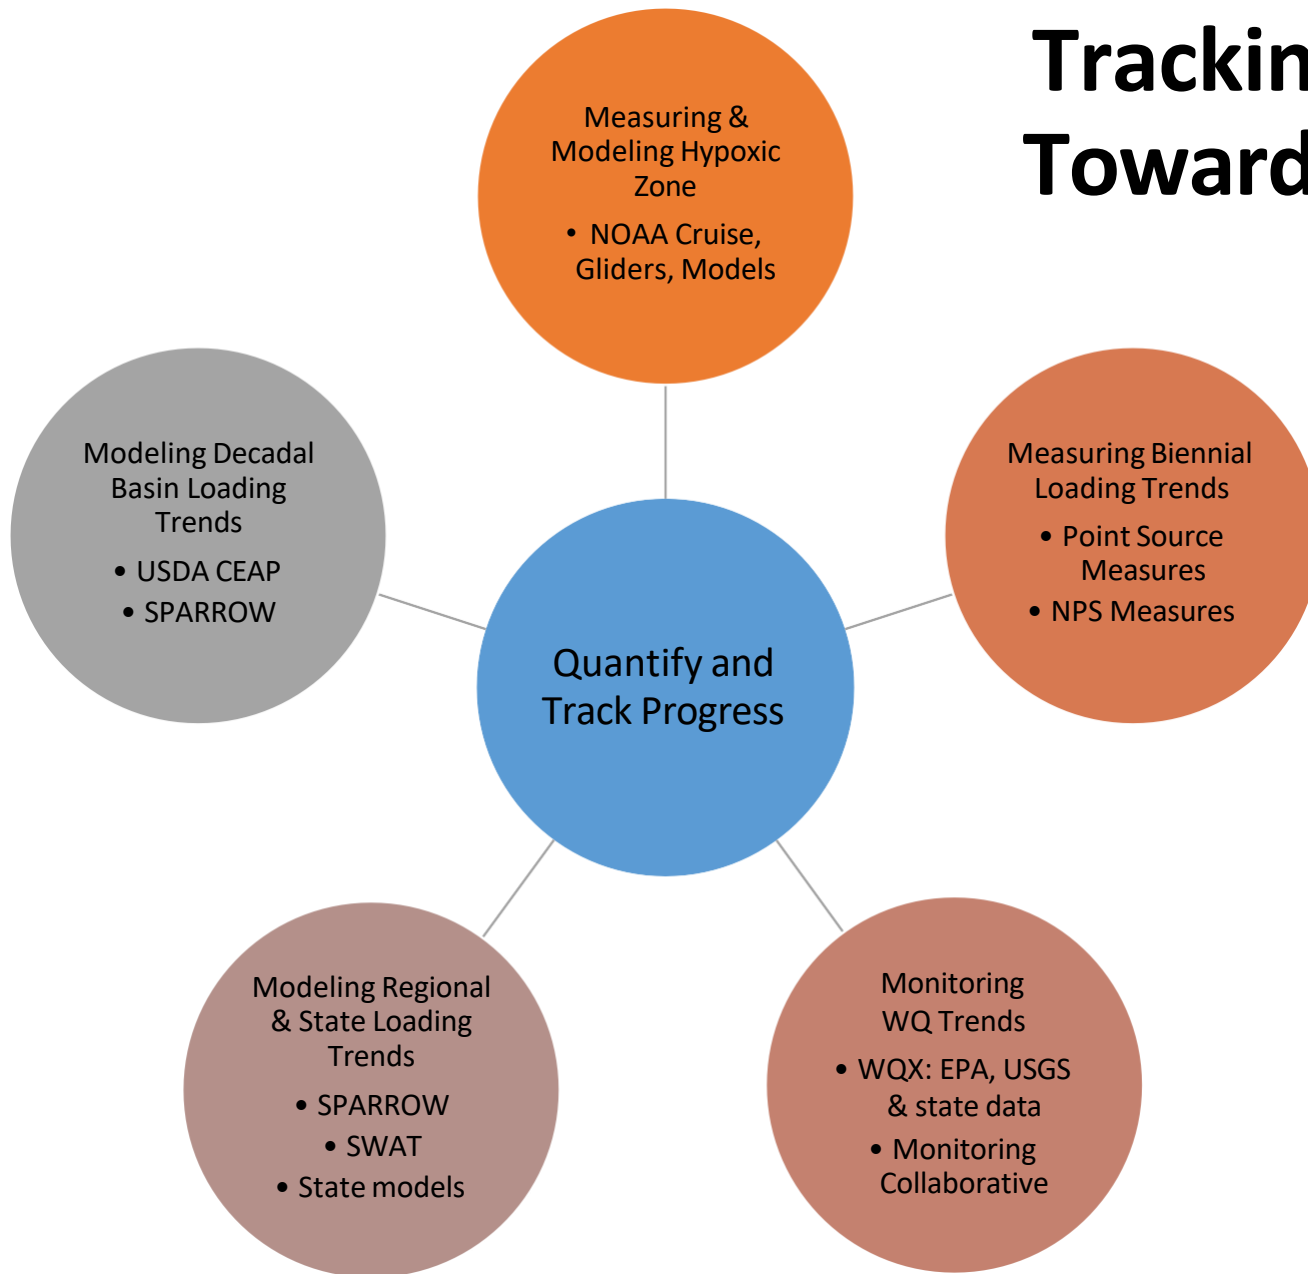 Trackin
Toward
Measuring &
Modeling Hypoxic
Zone
• NOAA Cruise,
Gliders, Models
Modeling Decadal
Basin Loading
Trends
• USDA CEAP
• SPARROW
Measuring Biennial
Loading Trends
• Point Source
Measures
• NPS Measures
Quantify and
Track Progress
Modeling Regional
& State Loading
Trends
• SPARROW
• SWAT
• State models
Monitoring
WQ Trends
• WQX: EPA, USGS
& state data
• Monitoring
Collaborative